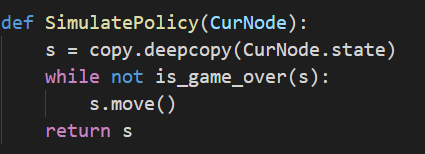 def SimulatePolicy(CurNode):
    s = copy.deepcopy(CurNode.state)
    while not is_game_over(s):
        s.move()
    return s